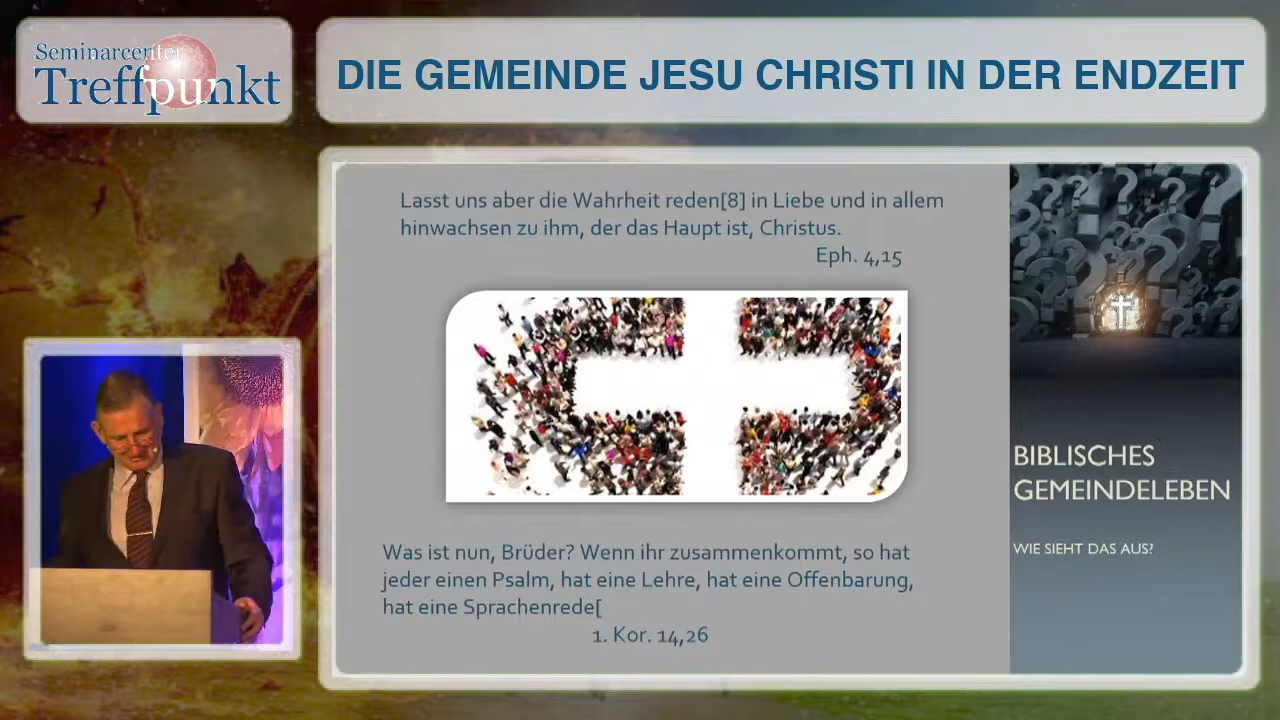 Seminarcenter
Treffpunkt
DIE GEMEINDE JESU CHRISTI IN DER ENDZEIT
Lasst uns aber die Wahrheit reden[8] in Liebe und in allem
hinwachsen zu ihm, der das Haupt ist, Christus.
Eph. 4,15
Was ist nun, Brüder? Wenn ihr zusammenkommt, so hat
jeder einen Psalm, hat eine Lehre, hat eine Offenbarung,
hat eine Sprachenrede[
1. Kor. 14,26
BIBLISCHES
GEMEINDELEBEN
WIE SIEHT DAS AUS?